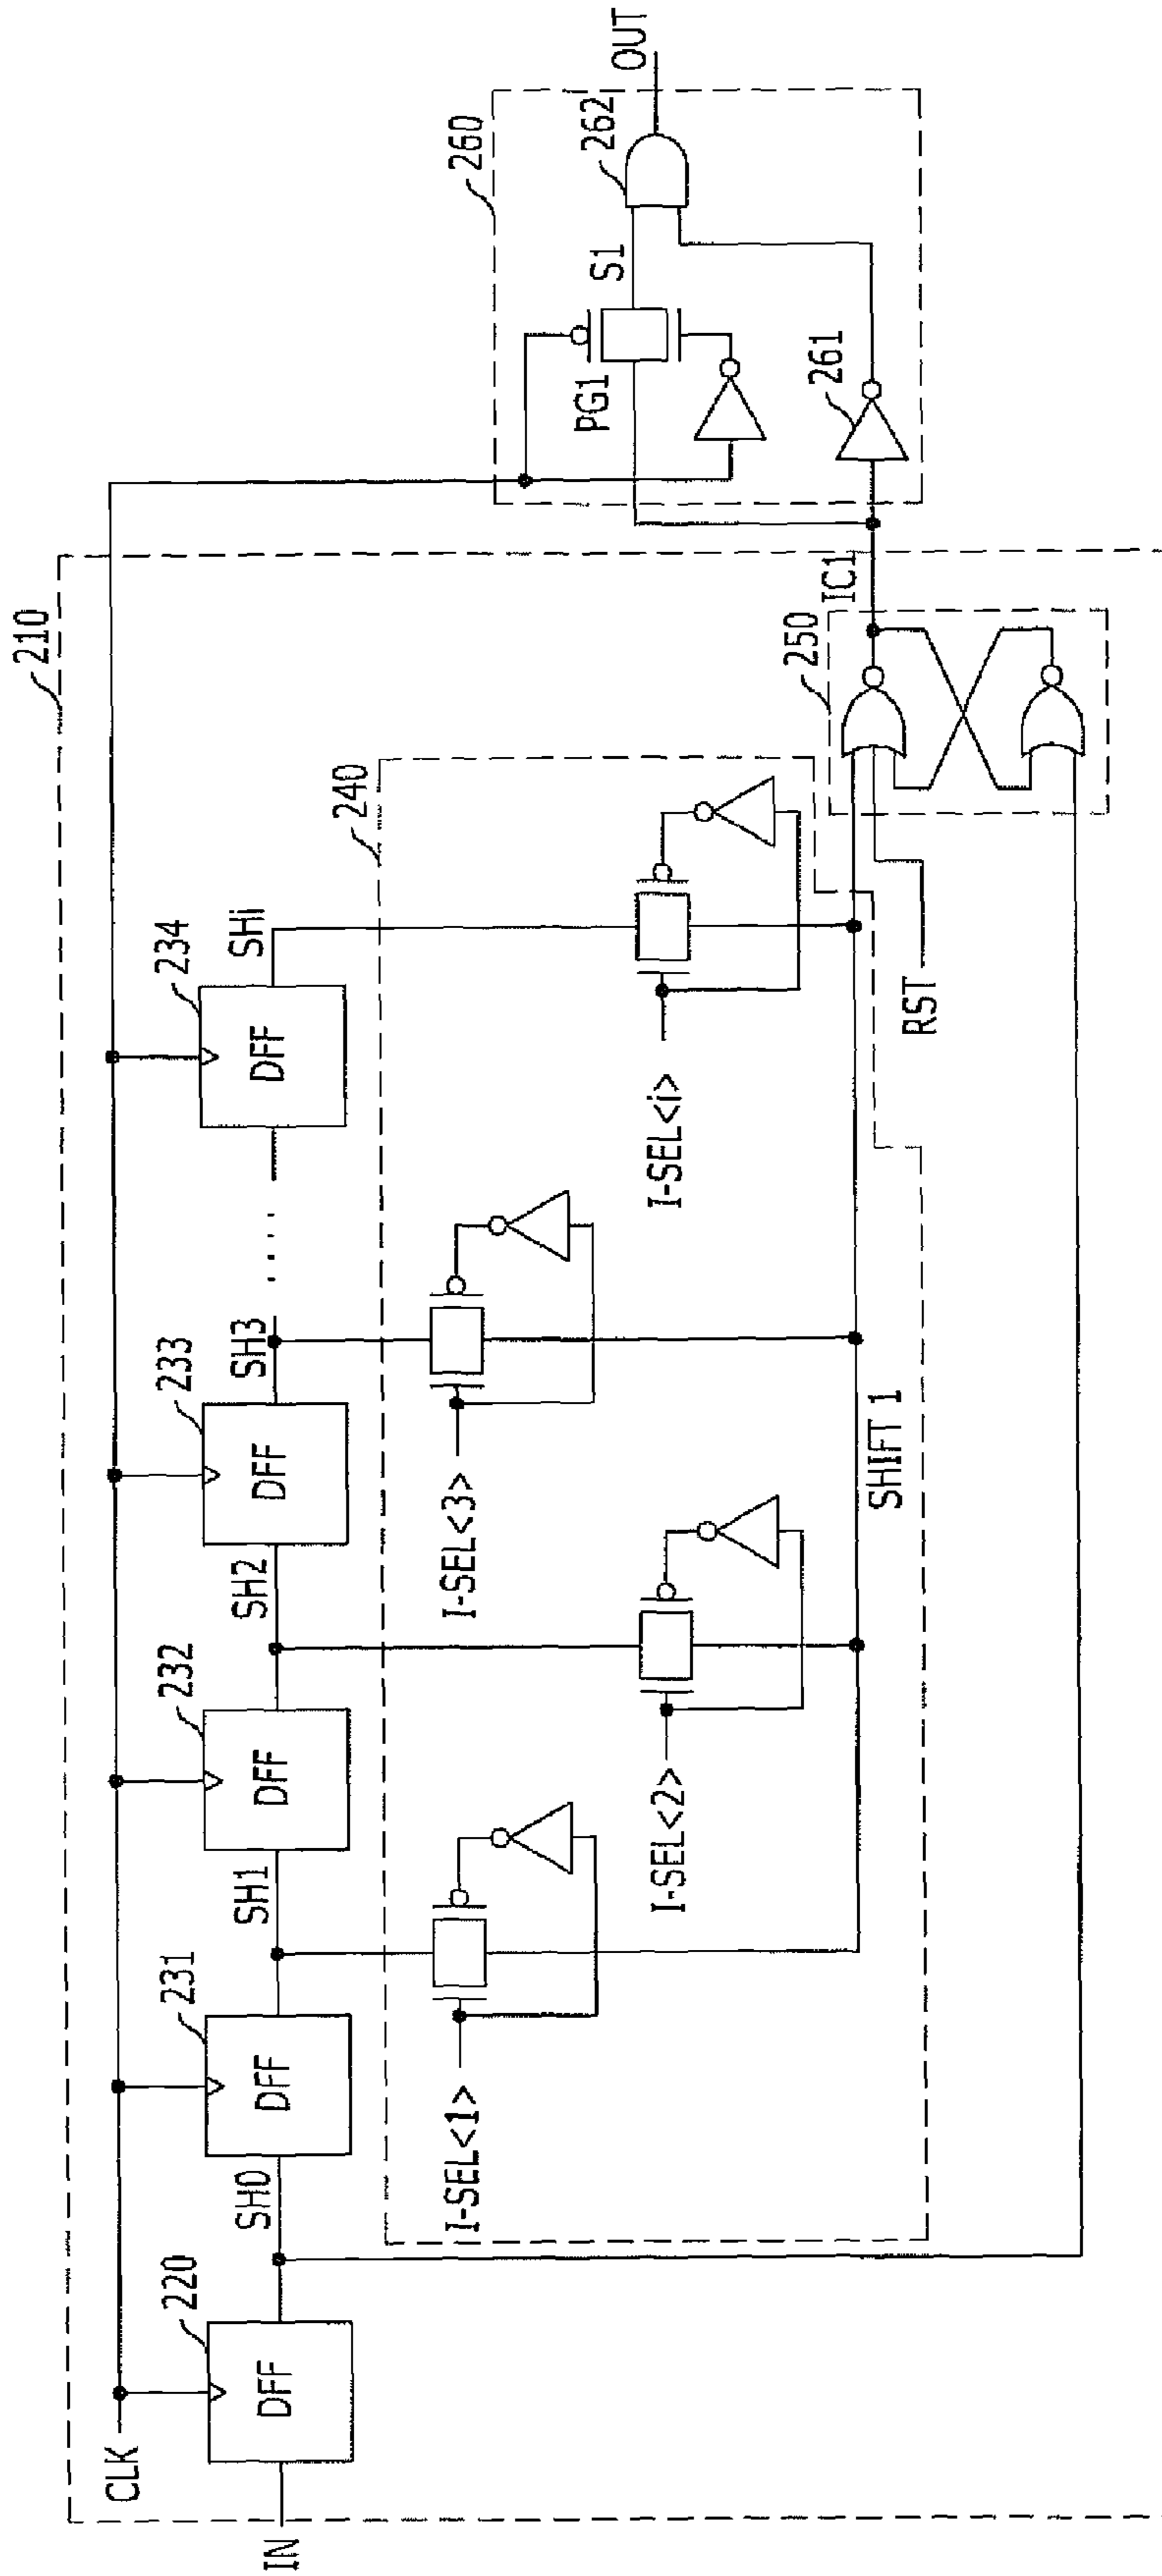 210
CLK
IN
220
DFF
SH0
231
DFF
SH1
232
DFF
SH2
233
DFF
SH3
....
234
DFF
SHi
240
I-SEL<1>
I-SEL<2>
I-SEL<3>
I-SEL<i>
SHIFT 1
RST
250
IC1
260
PG1
S1
261
262
OUT